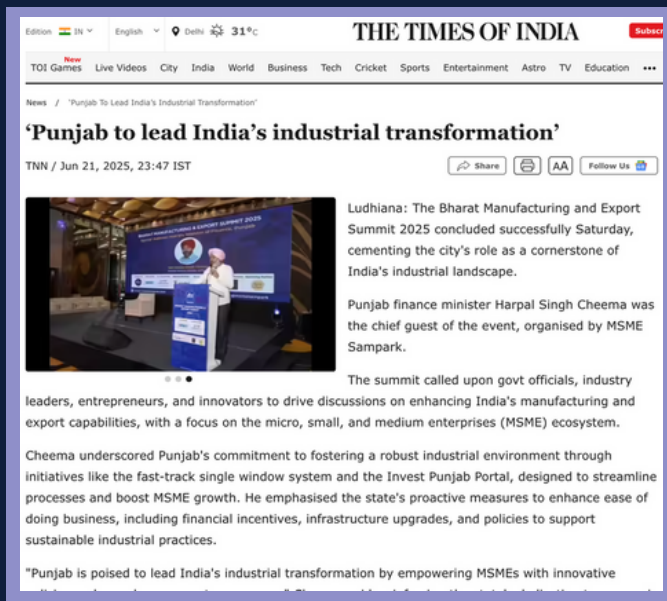 Edition IN English Delhi 31°C THE TIMES OF INDIA Subscr
New
TOI Games Live Videos City India World Business Tech Cricket Sports Entertainment Astro TV Education •••
News / 'Punjab To Lead India's Industrial Transformation'
‘Punjab to lead India’s industrial transformation’
TNN / Jun 21, 2025, 23:47 IST
Share AA Follow Us
BHARAT MANUFACTURING & EXPORT SUMMIT 2025
Ludhiana: The Bharat Manufacturing and Export
Summit 2025 concluded successfully Saturday,
cementing the city's role as a cornerstone of
India's industrial landscape.
Punjab finance minister Harpal Singh Cheema was
the chief guest of the event, organised by MSME
Sampark.
The summit called upon govt officials, industry
leaders, entrepreneurs, and innovators to drive discussions on enhancing India's manufacturing and
export capabilities, with a focus on the micro, small, and medium enterprises (MSME) ecosystem.
Cheema underscored Punjab's commitment to fostering a robust industrial environment through
initiatives like the fast-track single window system and the Invest Punjab Portal, designed to streamline
processes and boost MSME growth. He emphasised the state's proactive measures to enhance ease of
doing business, including financial incentives, infrastructure upgrades, and policies to support
sustainable industrial practices.
"Punjab is poised to lead India's industrial transformation by empowering MSMEs with innovative